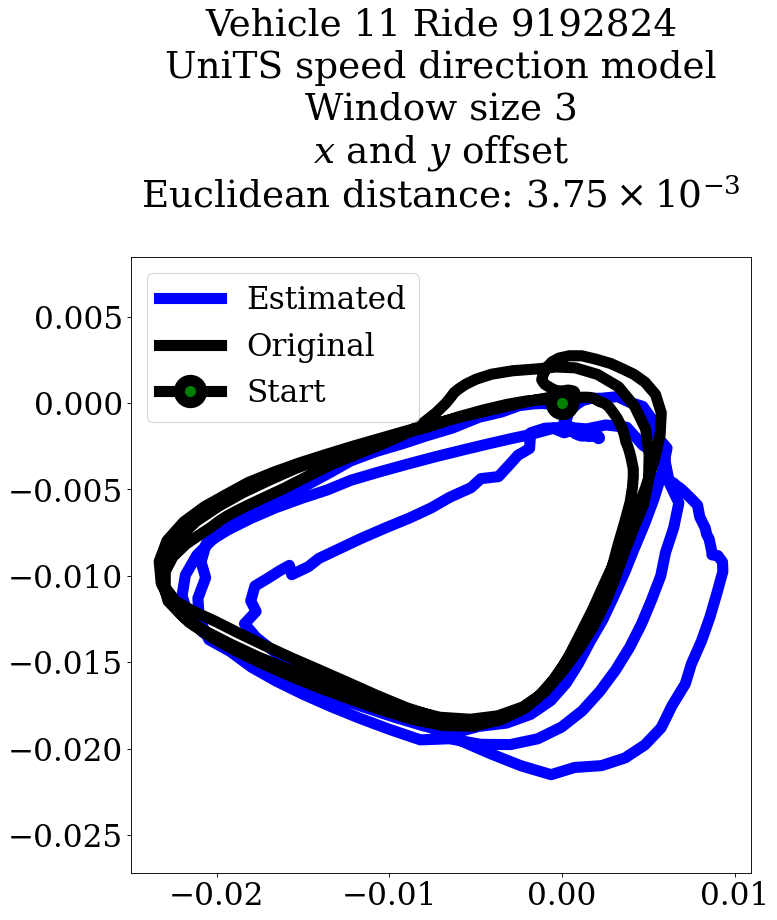 Vehicle 11 Ride 9192824
UniTS speed direction model
Window size 3
x and y offset
Euclidean distance: 3.75 × 10⁻³
Estimated
Original
Start
0.005
0.000
−0.005
−0.010
−0.015
−0.020
−0.025
−0.02 −0.01 0.00 0.01